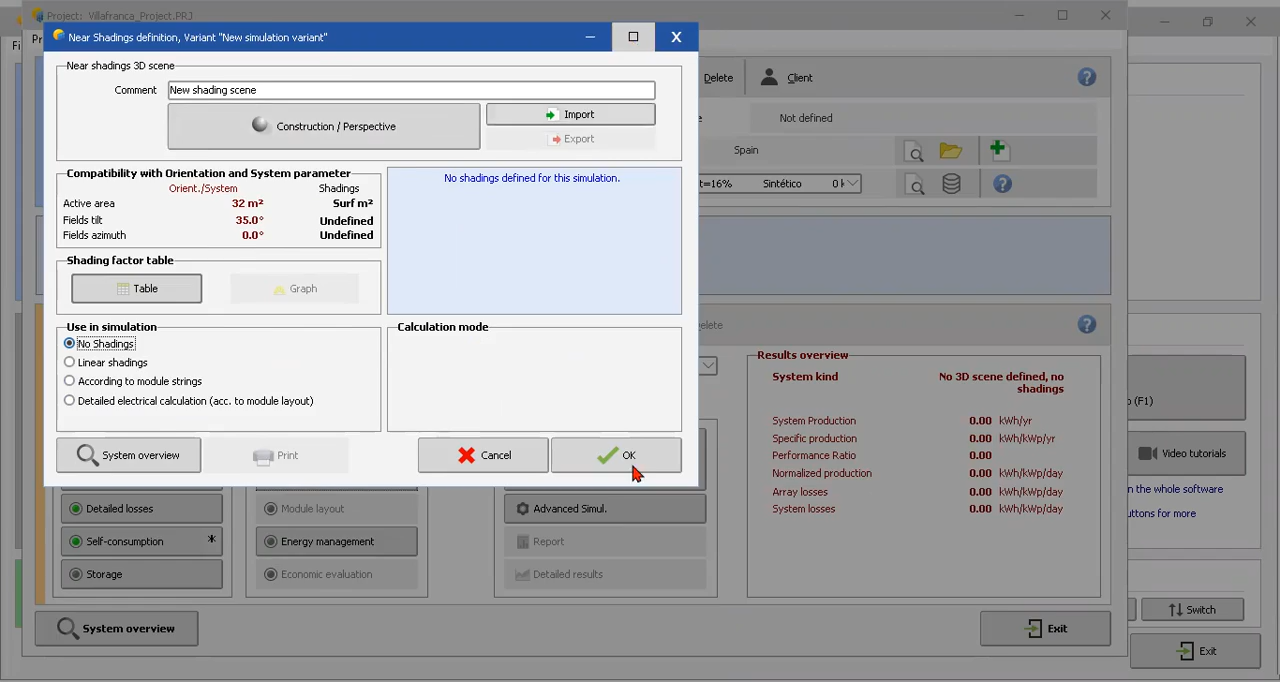 Project: Villafranca_Project.PRJ
Near Shadings definition, Variant "New simulation variant"
Near shadings 3D scene
Comment New shading scene
Construction / Perspective
Import
Export
Delete
Client
Not defined
Spain
t=16% Sintético
Compatibility with Orientation and System parameter
Orient./System Shadings
Active area 32 m² Surf m²
Fields tilt 35.0° Undefined
Fields azimuth 0.0° Undefined
No shadings defined for this simulation.
Shading factor table
Table
Graph
Use in simulation
No Shadings
Linear shadings
According to module strings
Detailed electrical calculation (acc. to module layout)
Calculation mode
System overview
Print
Cancel
OK
elete
Results overview
System kind No 3D scene defined, no
shadings
System Production 0.00 kWh/yr
Specific production 0.00 kWh/kWp/yr
Performance Ratio 0.00
Normalized production 0.00 kWh/kWp/day
Array losses 0.00 kWh/kWp/day
System losses 0.00 kWh/kWp/day
Detailed losses
Module layout
Advanced Simul.
Self-consumption *
Energy management
Report
Storage
Economic evaluation
Detailed results
System overview
Exit
(F1)
Video tutorials
n the whole software
uttons for more
Switch
Exit